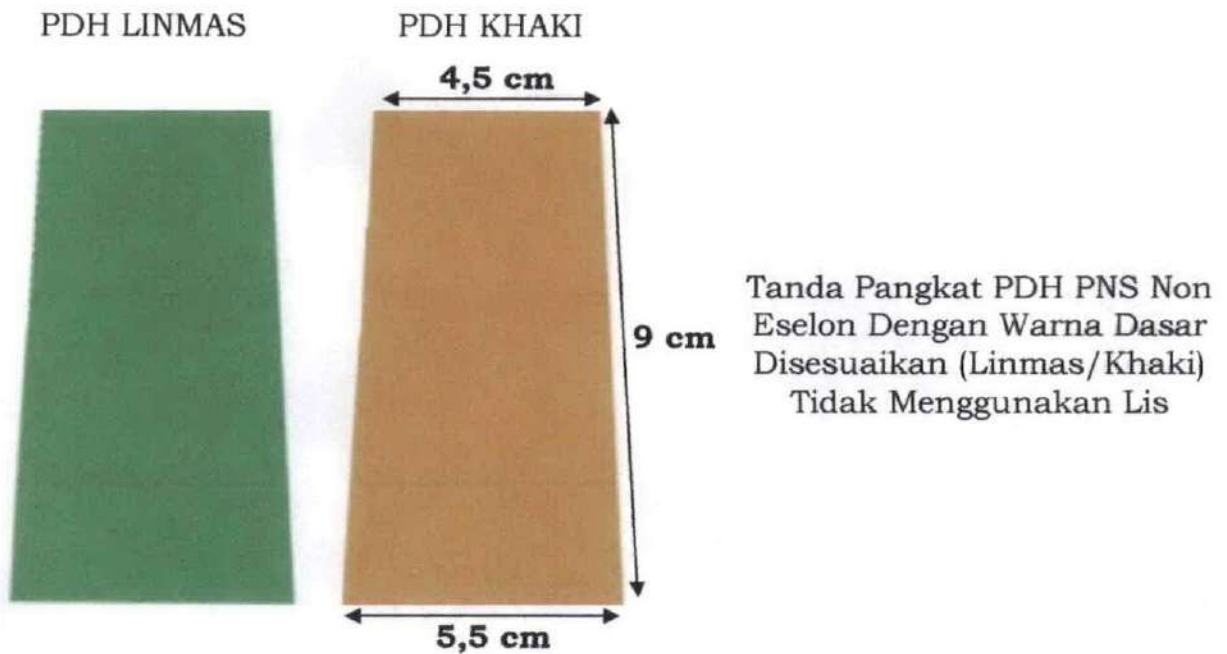 PDH LINMAS
PDH KHAKI
4,5 cm
9 cm
5,5 cm
Tanda Pangkat PDH PNS Non
Eselon Dengan Warna Dasar
Disesuaikan (Linmas/Khaki)
Tidak Menggunakan Lis